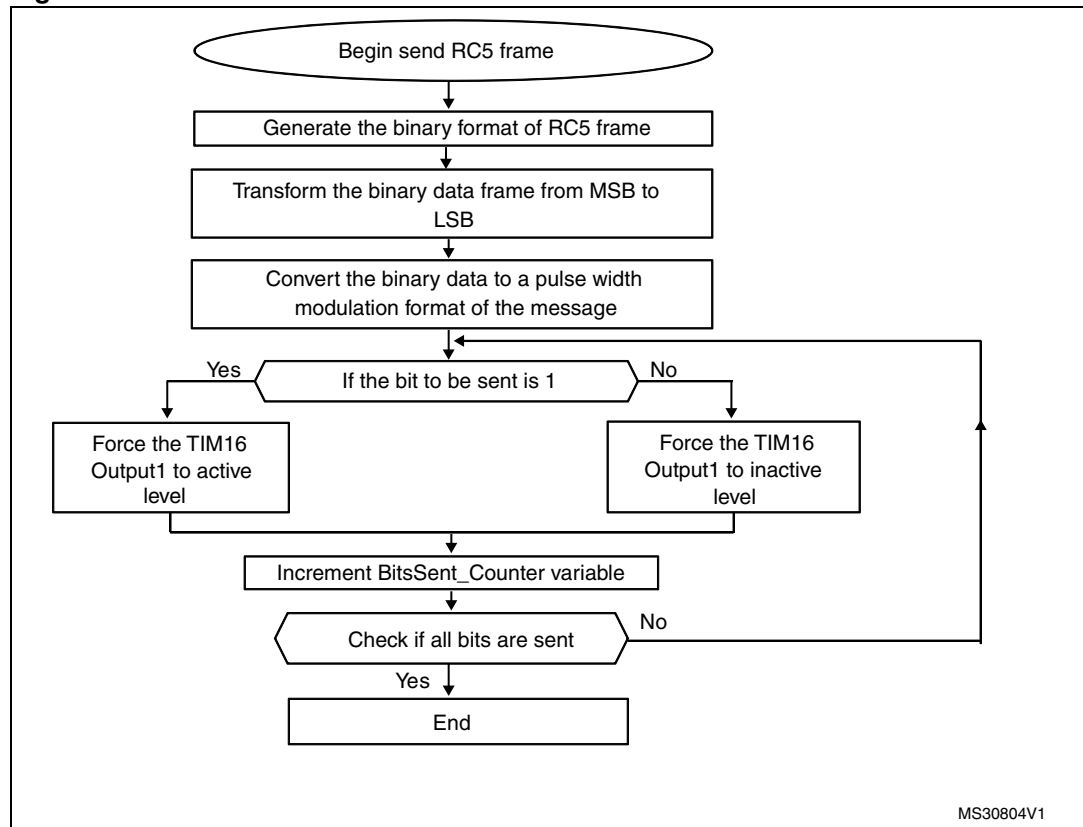 Begin send RC5 frame
Generate the binary format of RC5 frame
Transform the binary data frame from MSB to
LSB
Convert the binary data to a pulse width
modulation format of the message
Yes
If the bit to be sent is 1
No
Force the TIM16
Output1 to active
level
Force the TIM16
Output1 to inactive
level
Increment BitsSent_Counter variable
Check if all bits are sent
No
Yes
End
MS30804V1